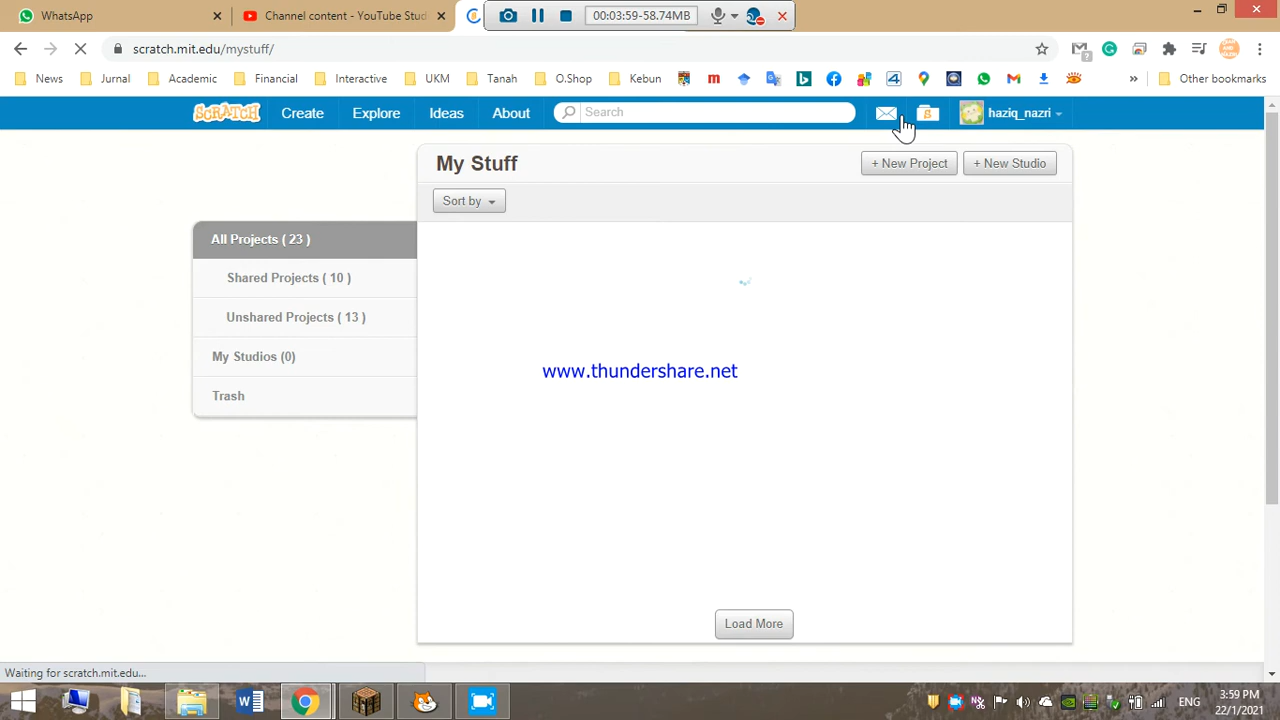 WhatsApp
Channel content - YouTube Studi
00:03:59-58.74MB
scratch.mit.edu/mystuff/
News
Jurnal
Academic
Financial
Interactive
UKM
Tanah
O.Shop
Kebun
Other bookmarks
SCRATCH
Create
Explore
Ideas
About
Search
haziq_nazri
My Stuff
+ New Project
+ New Studio
Sort by
All Projects ( 23 )
Shared Projects ( 10 )
Unshared Projects ( 13 )
My Studios (0)
Trash
www.thundershare.net
Load More
Waiting for scratch.mit.edu...
ENG
3:59 PM
22/1/2021